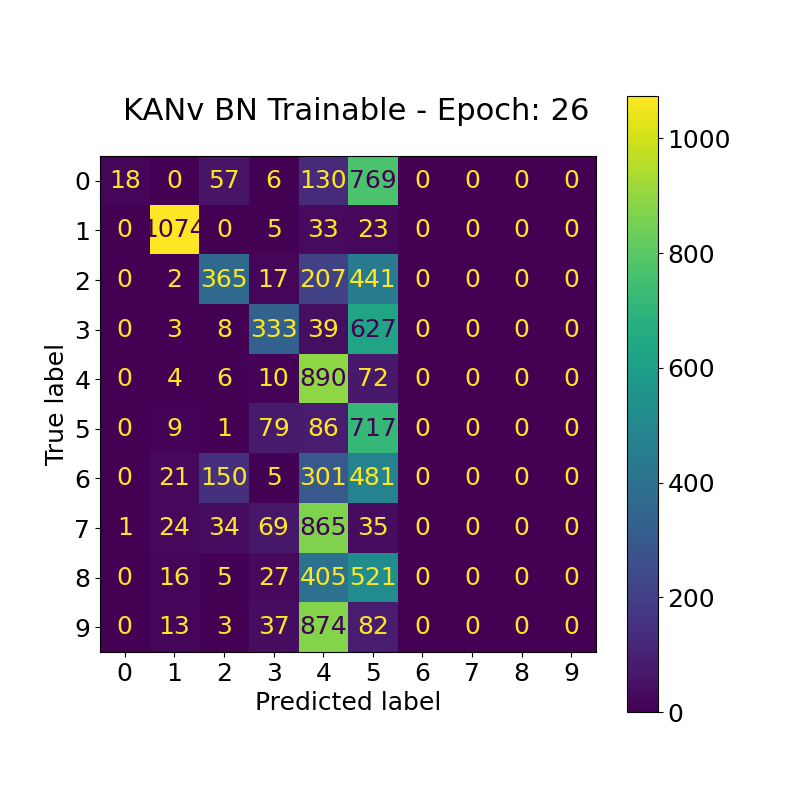 KANv BN Trainable - Epoch: 26
0 18 0 57 6 130 769 0 0 0 0
1 0 1074 0 5 33 23 0 0 0 0
2 0 2 365 17 207 441 0 0 0 0
3 0 3 8 333 39 627 0 0 0 0
4 0 4 6 10 890 72 0 0 0 0
5 0 9 1 79 86 717 0 0 0 0
6 0 21 150 5 301 481 0 0 0 0
7 1 24 34 69 865 35 0 0 0 0
8 0 16 5 27 405 521 0 0 0 0
9 0 13 3 37 874 82 0 0 0 0
0 1 2 3 4 5 6 7 8 9
Predicted label
True label
1000
800
600
400
200
0